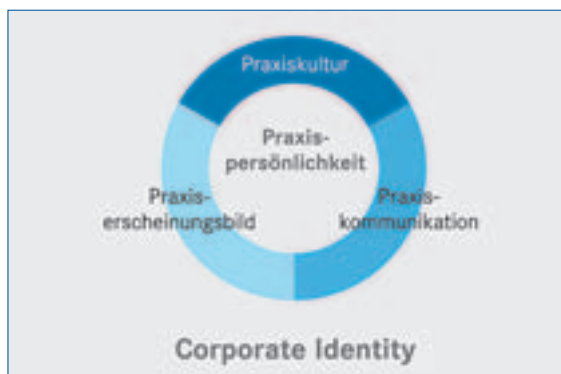 Praxiskultur
Praxis-
persönlichkeit
Praxis-
erscheinungsbild
Praxis-
kommunikation
Corporate Identity